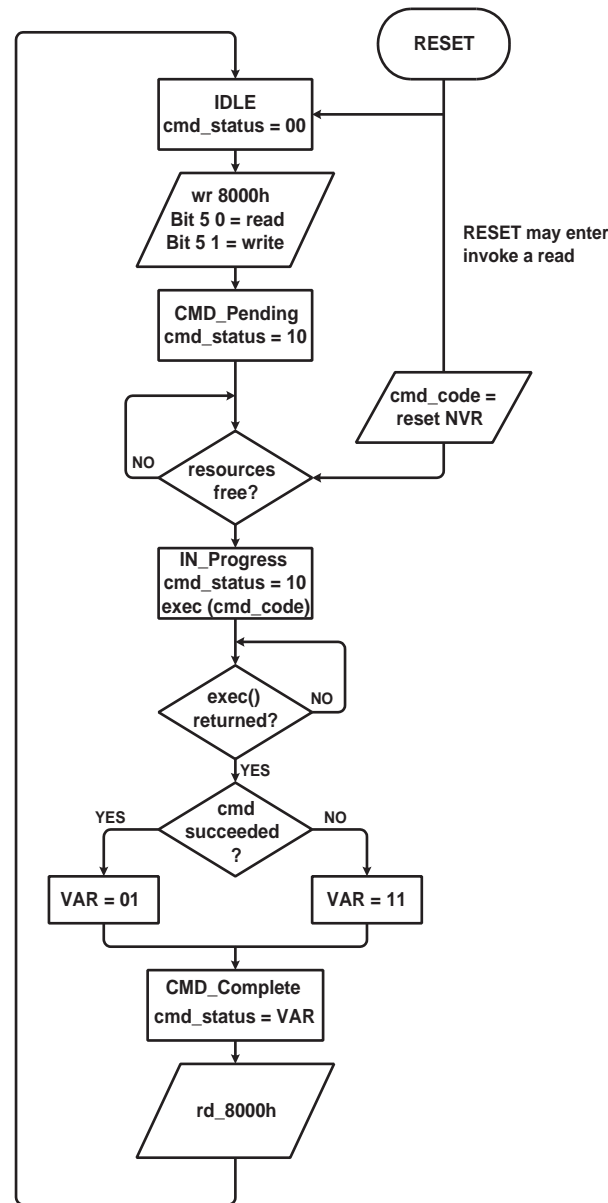 RESET
IDLE
cmd_status = 00
wr 8000h
Bit 5 0 = read
Bit 5 1 = write
RESET may enter
invoke a read
CMD_Pending
cmd_status = 10
cmd_code =
reset NVR
NO
resources
free?
IN_Progress
cmd_status = 10
exec (cmd_code)
exec()
returned?
NO
YES
cmd
succeeded
?
YES
NO
VAR = 01
VAR = 11
CMD_Complete
cmd_status = VAR
rd_8000h